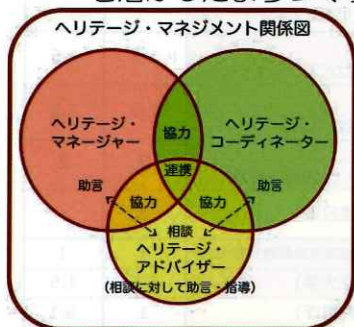 ヘリテージ・マネジメント関係図
ヘリテージ・
マネージャー
協力
ヘリテージ・
コーディネーター
連携
助言
協力
協力
助言
相談
ヘリテージ・
アドバイザー
(相談に対して助言・指導)